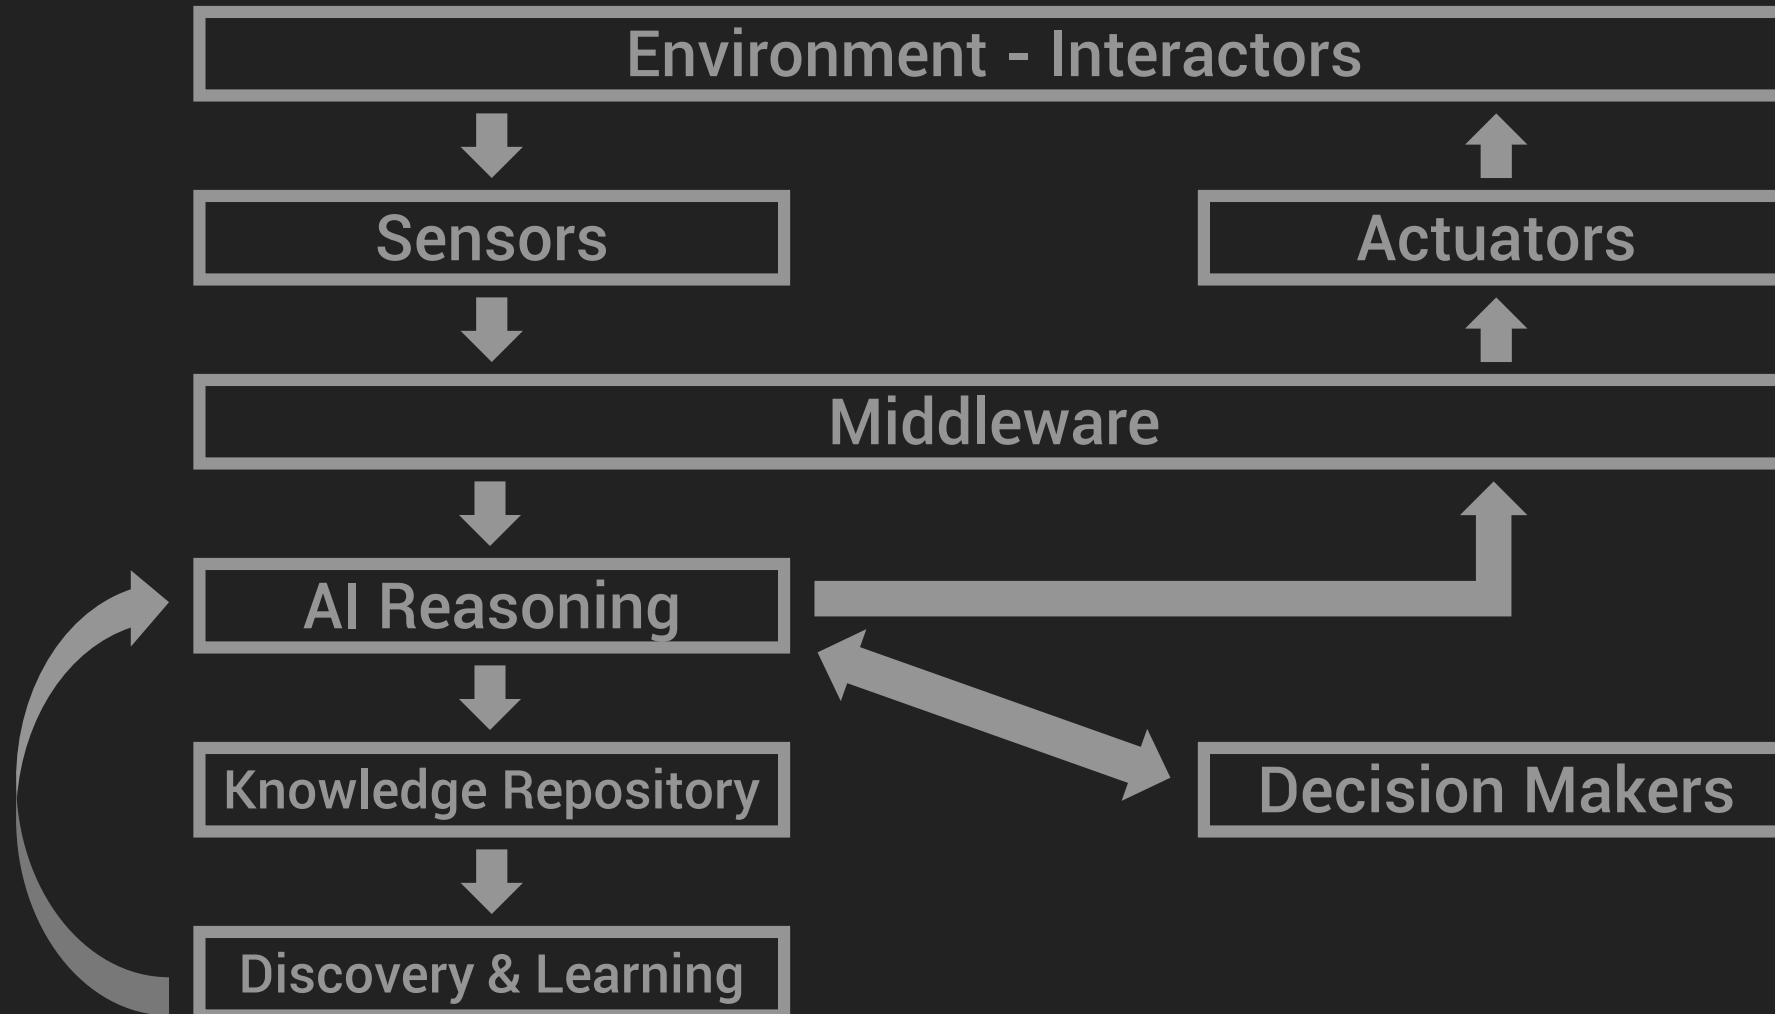 Environment - Interactors
Sensors
Actuators
Middleware
AI Reasoning
Knowledge Repository
Decision Makers
Discovery & Learning